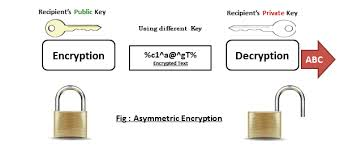 Recipient's Public Key
Using different Key
Recipient's Private Key
Encryption
%c1^a@^gT%
Encrypted Text
Decryption
ABC
Fig : Asymmetric Encryption